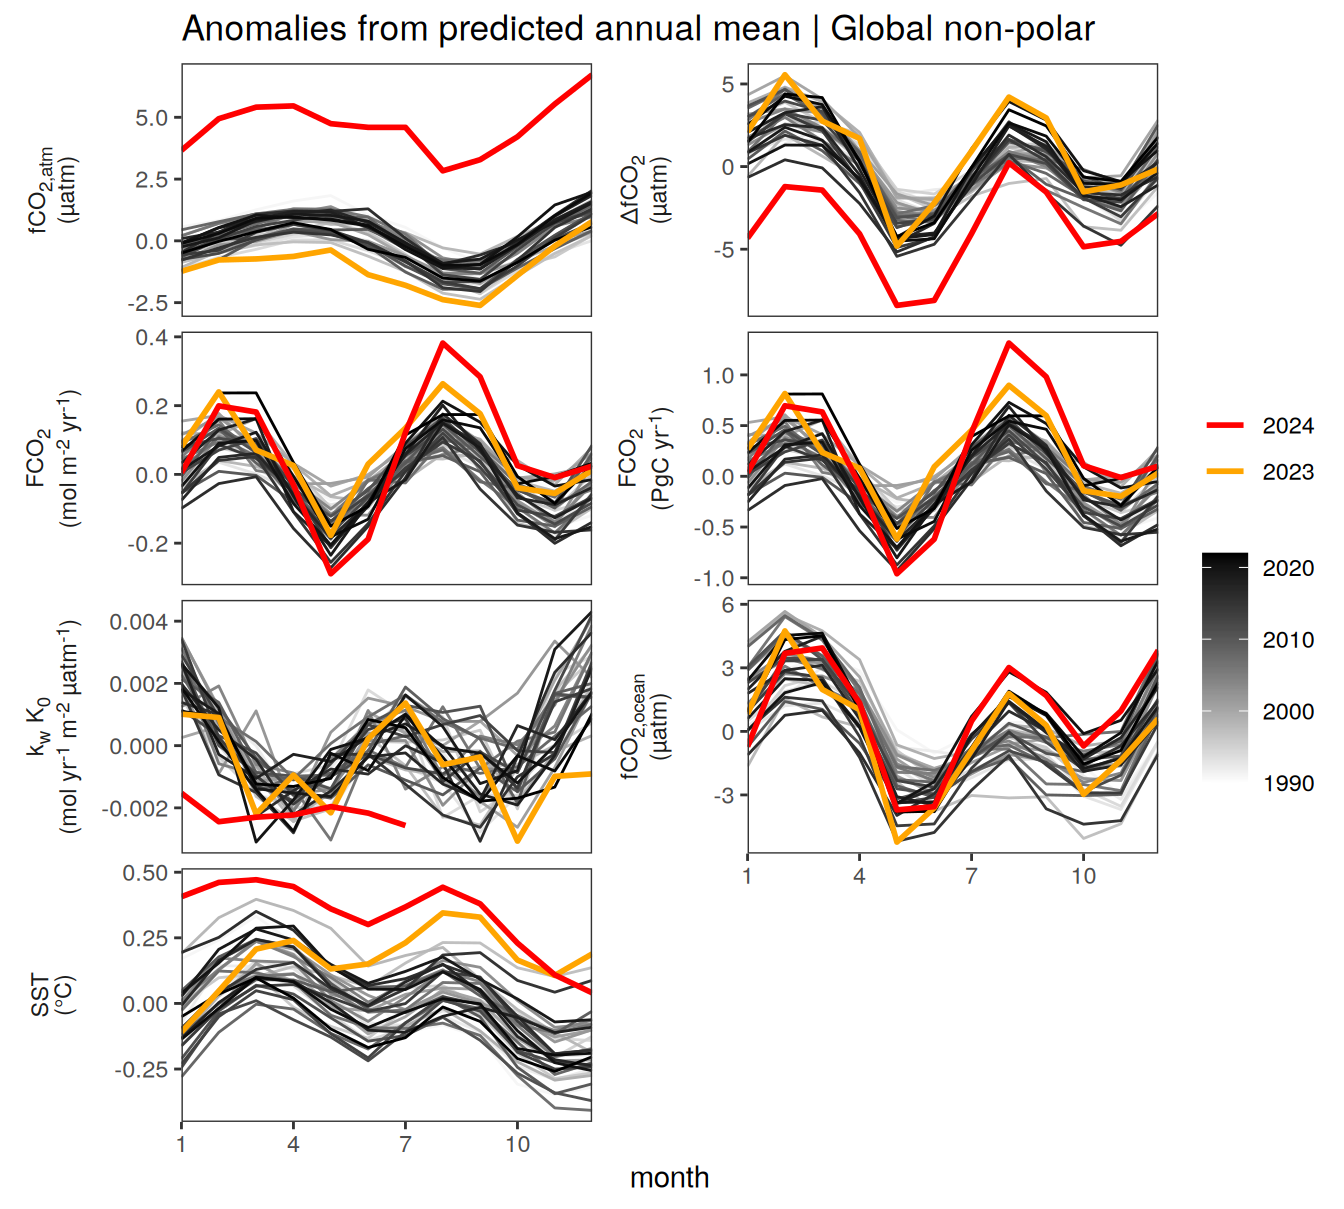 Anomalies from predicted annual mean | Global non-polar
fCO2,atm
(µatm)
5.0
2.5
0.0
-2.5
ΔfCO2
(µatm)
5
0
-5
FCO2
(mol m-2 yr-1)
0.4
0.2
0.0
-0.2
FCO2
(PgC yr-1)
1.0
0.5
0.0
-0.5
-1.0
kw K0
(mol yr-1 m-2 µatm-1)
0.004
0.002
0.000
-0.002
fCO2,ocean
(µatm)
6
3
0
-3
1 4 7 10
SST
(°C)
0.50
0.25
0.00
-0.25
1 4 7 10
month
2024
2023
2020
2010
2000
1990